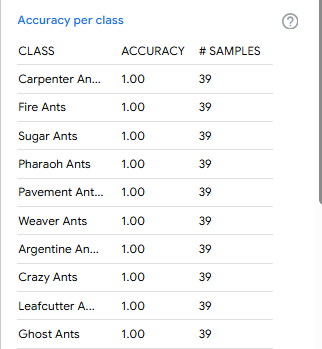 Accuracy per class
CLASS ACCURACY # SAMPLES
Carpenter An... 1.00 39
Fire Ants 1.00 39
Sugar Ants 1.00 39
Pharaoh Ants 1.00 39
Pavement Ant... 1.00 39
Weaver Ants 1.00 39
Argentine An... 1.00 39
Crazy Ants 1.00 39
Leafcutter A... 1.00 39
Ghost Ants 1.00 39